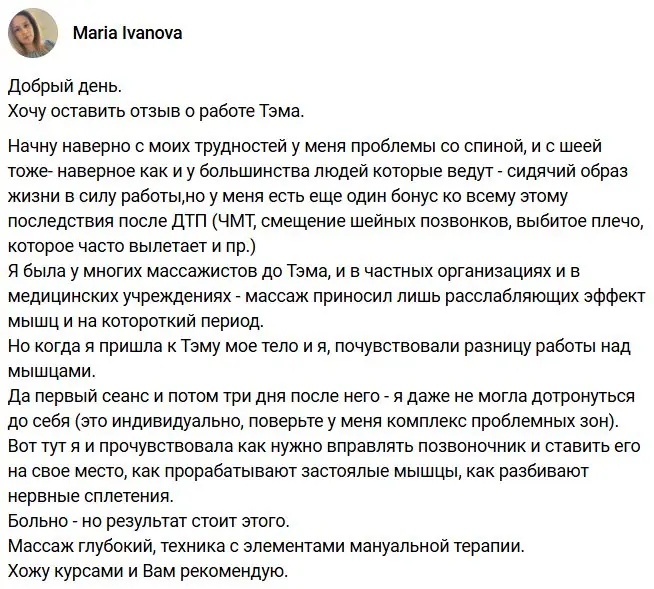 Maria Ivanova
Добрый день.
Хочу оставить отзыв о работе Тэма.
Начну наверно с моих трудностей у меня проблемы со спиной, и с шеей
тоже- наверное как и у большинства людей которые ведут - сидячий образ
жизни в силу работы,но у меня есть еще один бонус ко всему этому
последствия после ДТП (ЧМТ, смещение шейных позвонков, выбитое плечо,
которое часто вылетает и пр.)
Я была у многих массажистов до Тэма, и в частных организациях и в
медицинских учреждениях - массаж приносил лишь расслабляющих эффект
мышц и на котороткий период.
Но когда я пришла к Тэму мое тело и я, почувствовали разницу работы над
мышцами.
Да первый сеанс и потом три дня после него - я даже не могла дотронуться
до себя (это индивидуально, поверьте у меня комплекс проблемных зон).
Вот тут я и прочувствовала как нужно вправлять позвоночник и ставить его
на свое место, как прорабатывают застоялые мышцы, как разбивают
нервные сплетения.
Больно - но результат стоит этого.
Массаж глубокий, техника с элементами мануальной терапии.
Хожу курсами и Вам рекомендую.